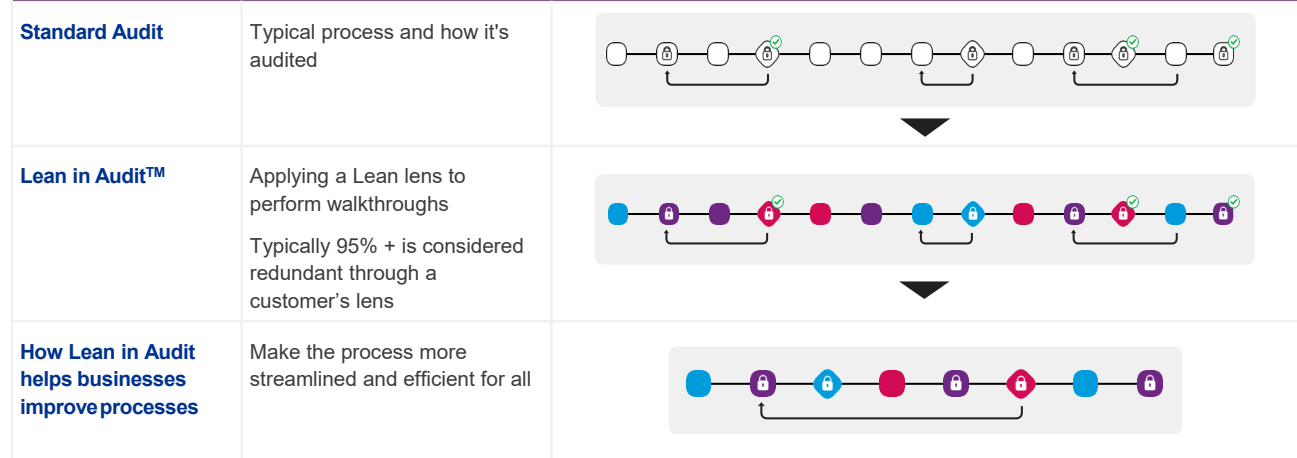 Standard Audit
Typical process and how it's
audited
Lean in Audit™
Applying a Lean lens to
perform walkthroughs
Typically 95% + is considered
redundant through a
customer’s lens
How Lean in Audit
helps businesses
improve processes
Make the process more
streamlined and efficient for all